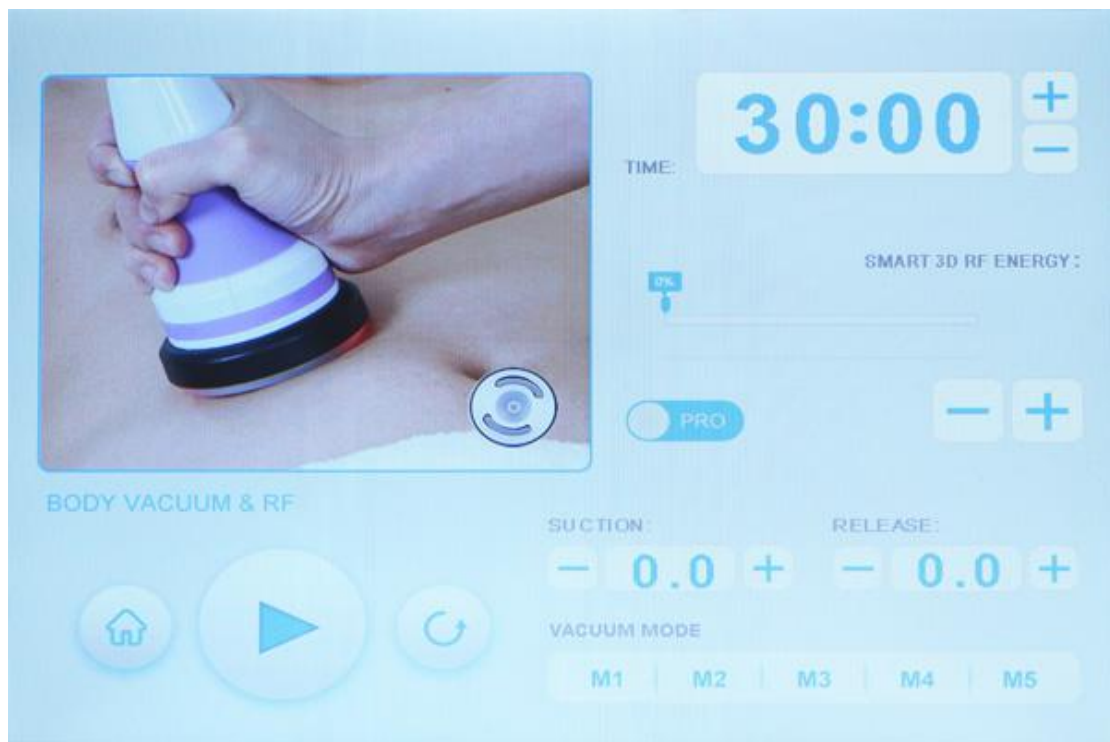 30:00
TIME:
SMART 3D RF ENERGY:
0%
PRO
BODY VACUUM & RF
SUCTION:
RELEASE:
0.0
0.0
VACUUM MODE
M1 M2 M3 M4 M5